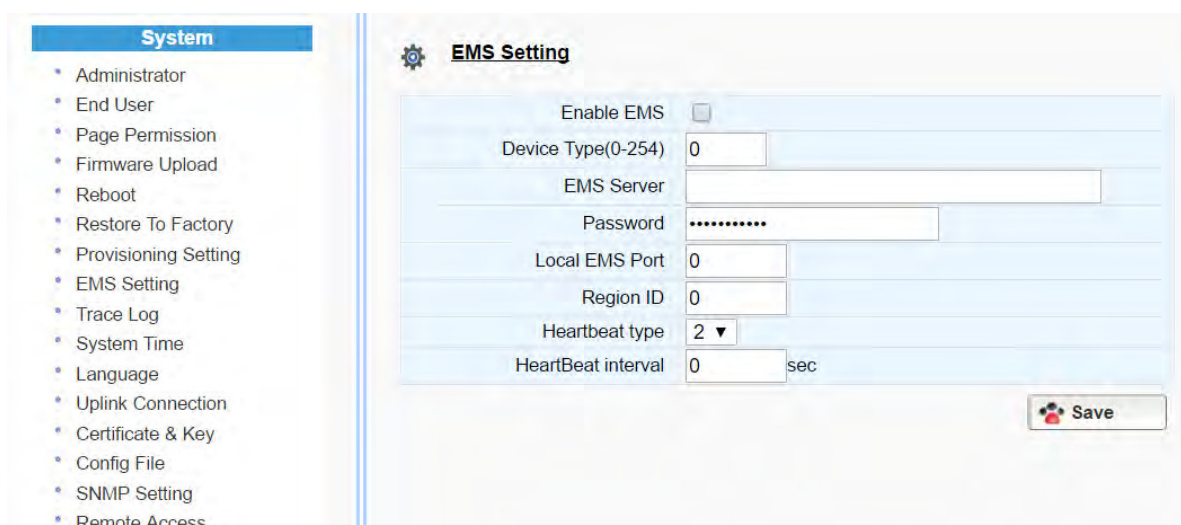 System
Administrator
End User
Page Permission
Firmware Upload
Reboot
Restore To Factory
Provisioning Setting
EMS Setting
Trace Log
System Time
Language
Uplink Connection
Certificate & Key
Config File
SNMP Setting
Remote Access
EMS Setting
Enable EMS
Device Type(0-254) 0
EMS Server
Password •••••••••••
Local EMS Port 0
Region ID 0
Heartbeat type 2 ▼
HeartBeat interval 0 sec
Save